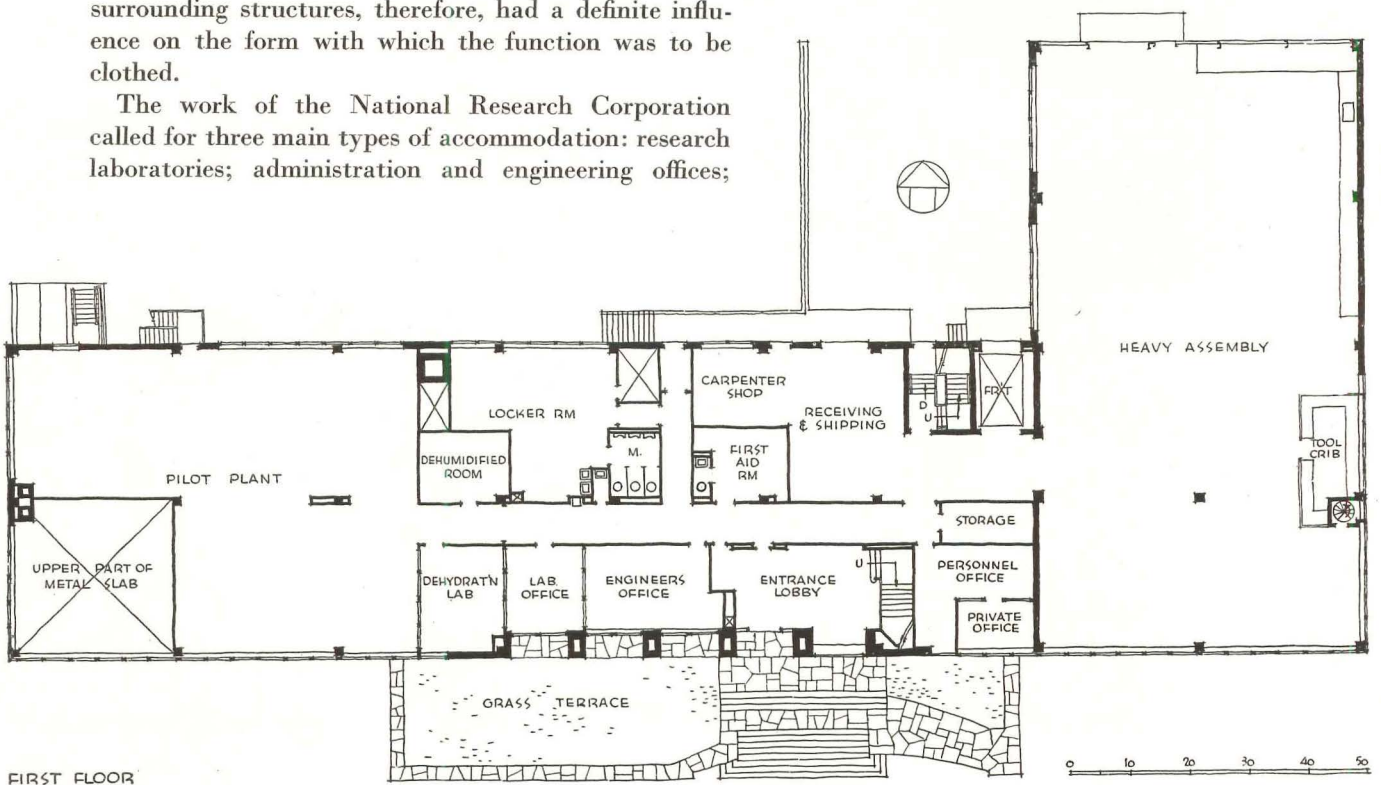 surrounding structures, therefore, had a definite influ-
ence on the form with which the function was to be
clothed.
The work of the National Research Corporation
called for three main types of accommodation: research
laboratories; administration and engineering offices;
HEAVY ASSEMBLY
CARPENTER
SHOP
D
U
FR'T
LOCKER RM
RECEIVING
& SHIPPING
TOOL
CRIB
M.
FIRST
AID
RM
DEHUMIDIFIED
ROOM
PILOT PLANT
STORAGE
UPPER PART OF
METAL SLAB
DEHYDRAT'N
LAB
LAB.
OFFICE
ENGINEERS
OFFICE
ENTRANCE
LOBBY
U
PERSONNEL
OFFICE
PRIVATE
OFFICE
GRASS TERRACE
FIRST FLOOR
0 10 20 30 40 50